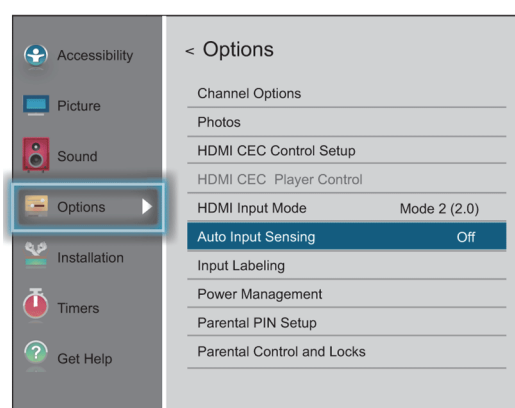 Accessibility
Picture
Sound
Options
Installation
Timers
Get Help
< Options
Channel Options
Photos
HDMI CEC Control Setup
HDMI CEC Player Control
HDMI Input Mode Mode 2 (2.0)
Auto Input Sensing Off
Input Labeling
Power Management
Parental PIN Setup
Parental Control and Locks